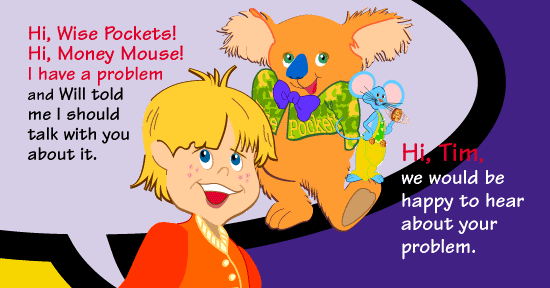 Hi, Wise Pockets!
Hi, Money Mouse!
I have a problem
and Will told
me I should
talk with you
about it.
Pockets
Hi, Tim,
we would be
happy to hear
about your
problem.